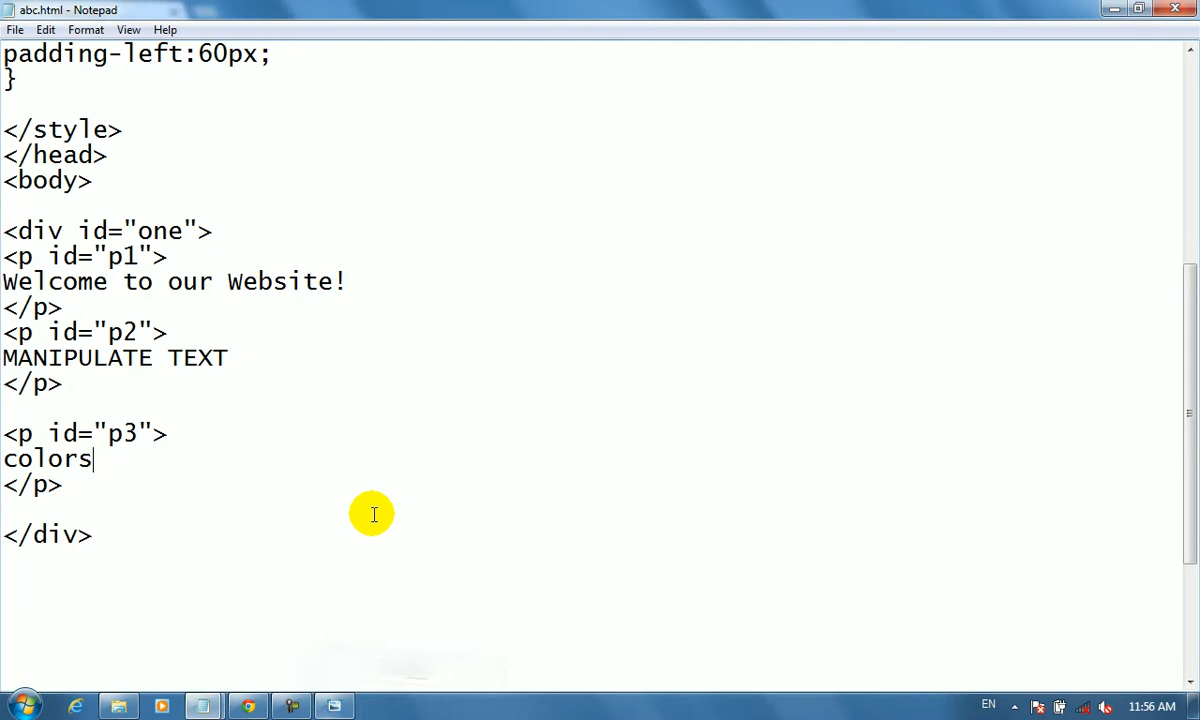 abc.html - Notepad
File Edit Format View Help
padding-left:60px;
}
</style>
</head>
<body>
<div id="one">
<p id="p1">
Welcome to our Website!
</p>
<p id="p2">
MANIPULATE TEXT
</p>
<p id="p3">
colors
</p>
</div>
EN 11:56 AM